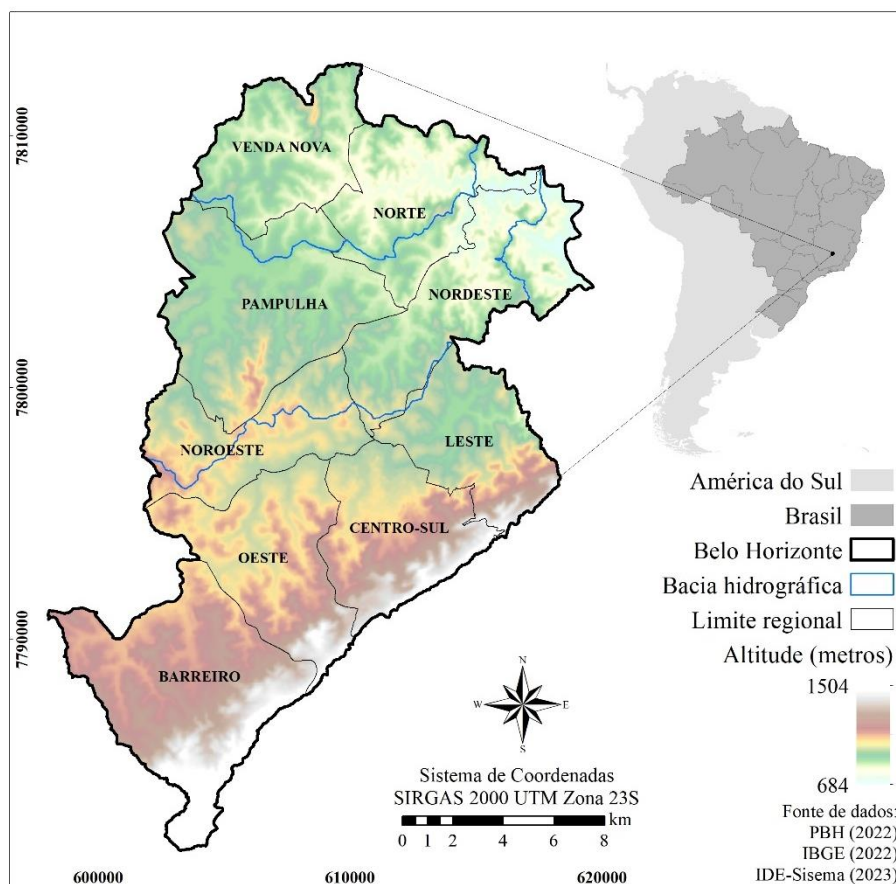 7810000
7800000
7790000
VENDA NOVA
NORTE
PAMPULHA
NORDESTE
NOROESTE
LESTE
CENTRO-SUL
OESTE
BARREIRO
América do Sul
Brasil
Belo Horizonte
Bacia hidrográfica
Limite regional
Altitude (metros)
1504
684
N
W E
S
Sistema de Coordenadas
SIRGAS 2000 UTM Zona 23S
km
0 1 2 4 6 8
Fonte de dados:
PBH (2022)
IBGE (2022)
IDE-Sisema (2023)
600000 610000 620000